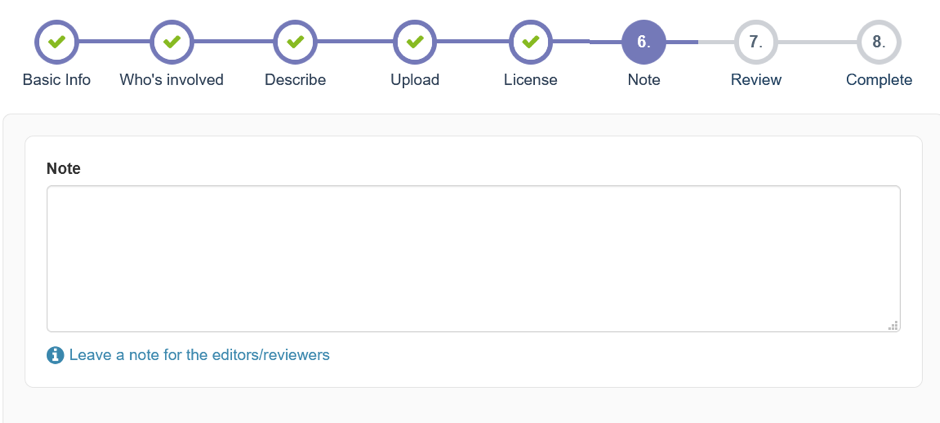 6. 7. 8.
Basic Info Who's involved Describe Upload License Note Review Complete
Note
Leave a note for the editors/reviewers